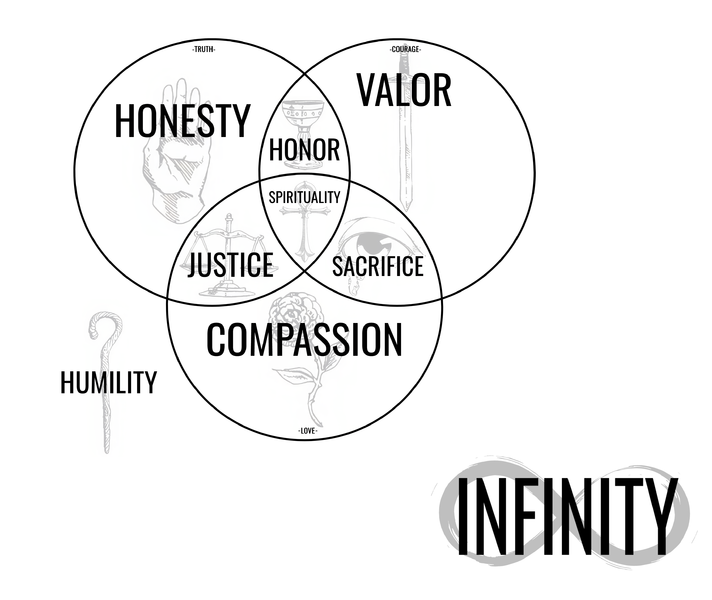 -TRUTH-
-COURAGE-
VALOR
HONESTY
HONOR
SPIRITUALITY
JUSTICE
SACRIFICE
COMPASSION
HUMILITY
-LOVE-
INFINITY